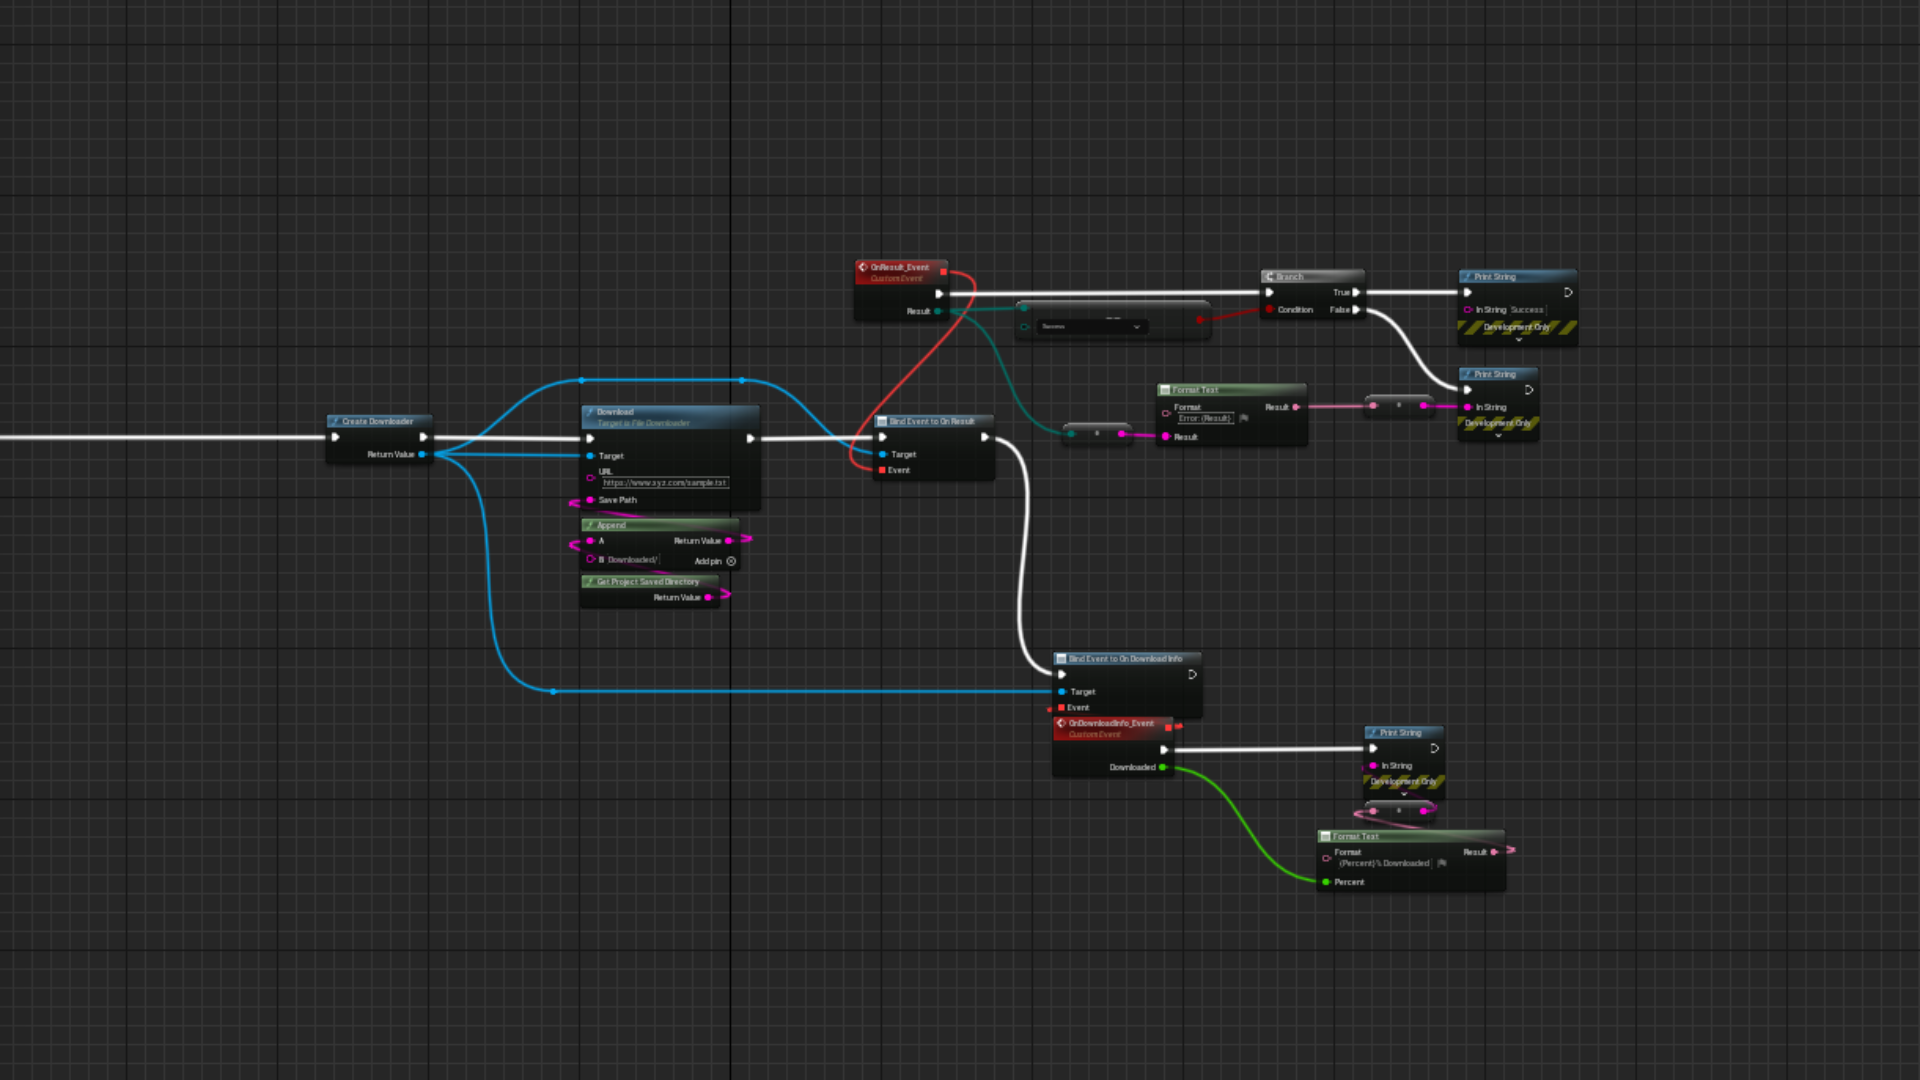 OnResult_Event
Custom Event
Result
Success
==
Branch
True
Condition
False
Print String
In String Success
Development Only
Print String
In String
Development Only
Format Text
Format
Error: {Result}
Result
Result
Create Downloader
Return Value
Download
Target is File Downloader
Target
URL
https://www.xyz.com/sample.txt
Save Path
Append
A
Return Value
B Downloaded/
Add pin
Get Project Saved Directory
Return Value
Bind Event to On Result
Target
Event
Bind Event to On Download Info
Target
Event
OnDownloadInfo_Event
Custom Event
Downloaded
Print String
In String
Development Only
Format Text
Format
{Percent}% Downloaded
Result
Percent